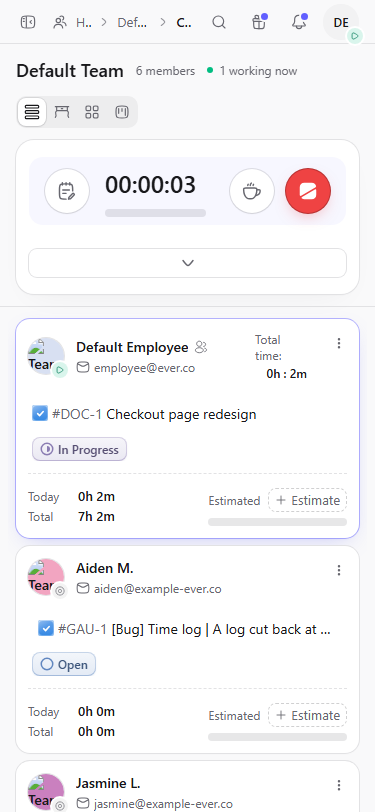 H..
Def...
C..
DE
Default Team
6 members
1 working now
00:00:03
Default Employee
employee@ever.co
Total time:
0h : 2m
#DOC-1 Checkout page redesign
In Progress
Today 0h 2m
Total 7h 2m
Estimated
+ Estimate
Aiden M.
aiden@example-ever.co
#GAU-1 [Bug] Time log | A log cut back at ...
Open
Today 0h 0m
Total 0h 0m
Estimated
+ Estimate
Jasmine L.
jasmine@example-ever.co